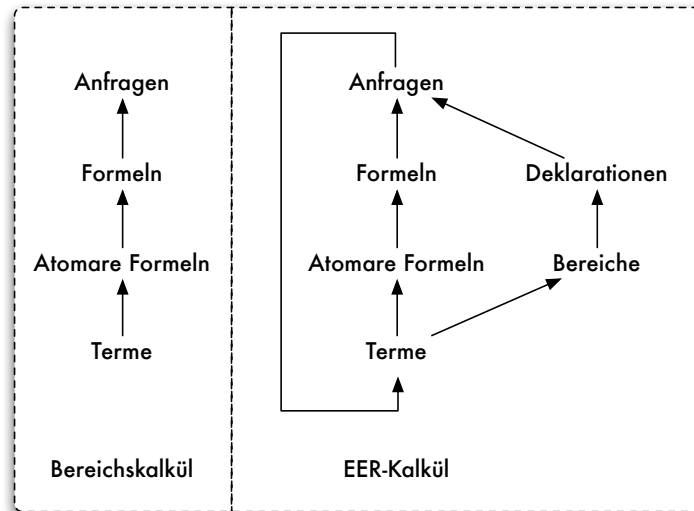 Anfragen
Formeln
Atomare Formeln
Terme
Bereichskalkül
Anfragen
Formeln
Deklarationen
Atomare Formeln
Bereiche
Terme
EER-Kalkül